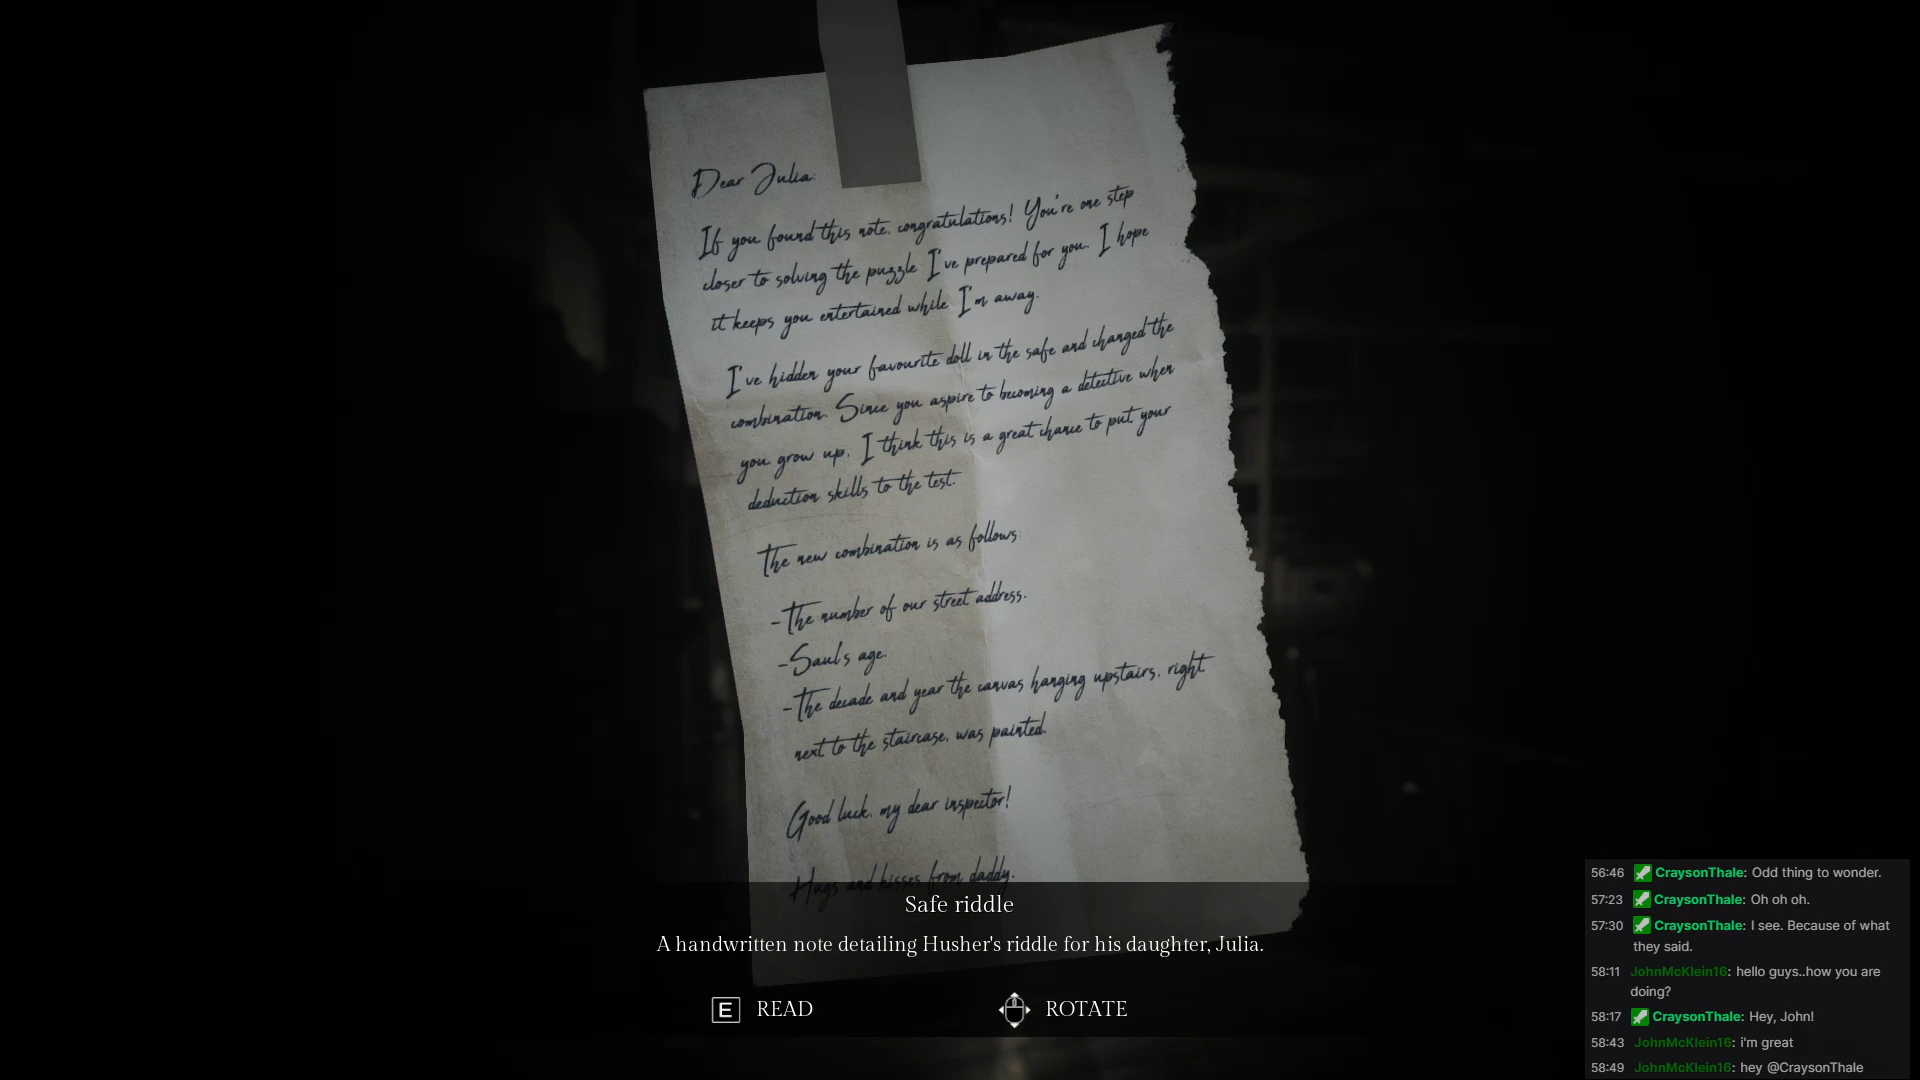 Dear Julia:
If you found this note, congratulations! You're one step
closer to solving the puzzle I've prepared for you. I hope
it keeps you entertained while I'm away.
I've hidden your favourite doll in the safe and changed the
combination. Since you aspire to becoming a detective when
you grow up, I think this is a great chance to put your
deduction skills to the test.
The new combination is as follows:
-The number of our street address.
-Saul's age.
-The decade and year the canvas hanging upstairs, right
next to the staircase, was painted.
Good luck, my dear inspector!
Hugs and kisses from daddy.
Safe riddle
A handwritten note detailing Husher's riddle for his daughter, Julia.
E READ
ROTATE
56:46 CraysonThale: Odd thing to wonder.
57:23 CraysonThale: Oh oh oh.
57:30 CraysonThale: I see. Because of what
they said.
58:11 JohnMcKlein16: hello guys..how you are
doing?
58:17 CraysonThale: Hey, John!
58:43 JohnMcKlein16: i'm great
58:49 JohnMcKlein16: hey @CraysonThale